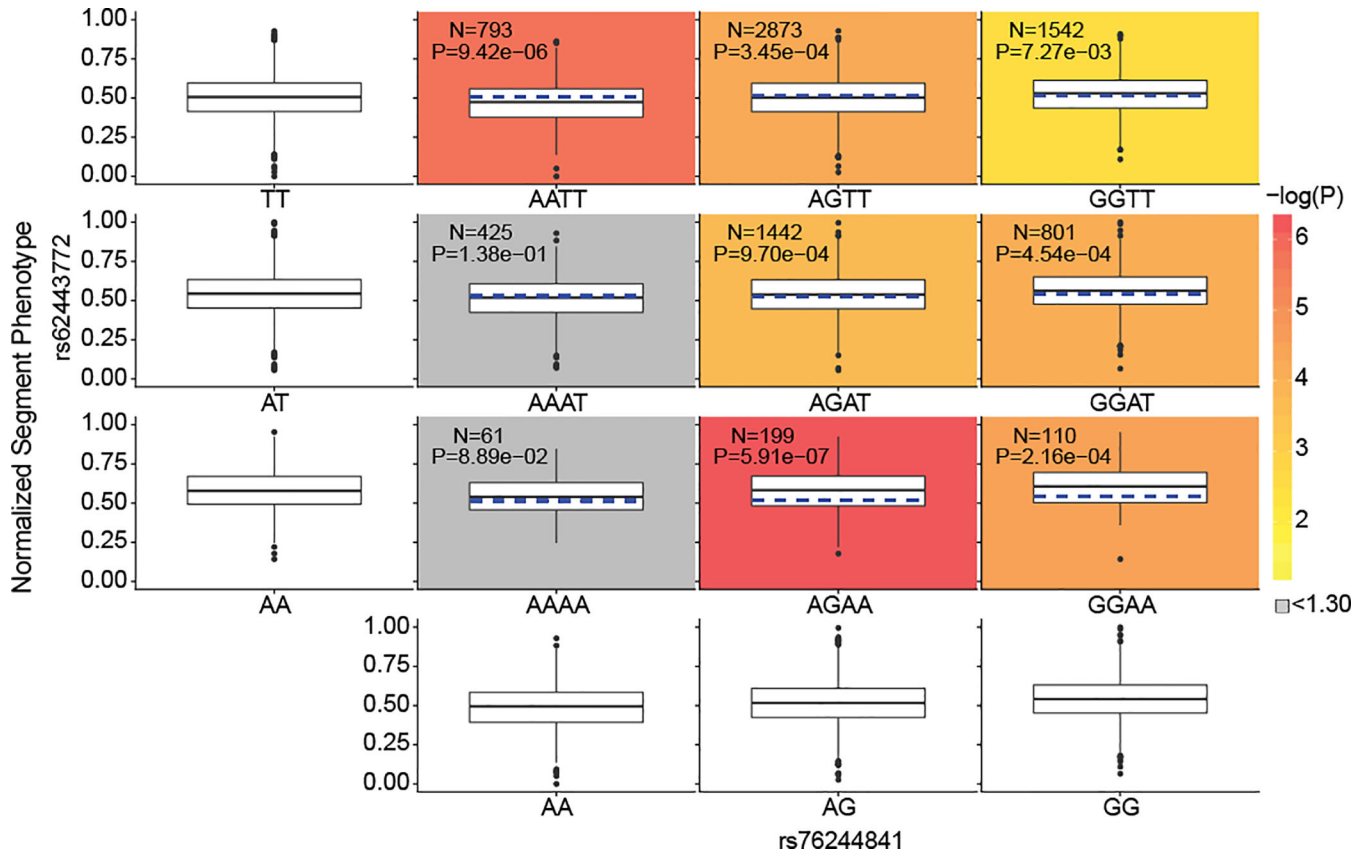 1.00
0.75
0.50
0.25
0.00
N=793
P=9.42e−06
N=2873
P=3.45e−04
N=1542
P=7.27e−03
TT
AATT
AGTT
GGTT
1.00
0.75
0.50
0.25
0.00
N=425
P=1.38e−01
N=1442
P=9.70e−04
N=801
P=4.54e−04
AT
AAAT
AGAT
GGAT
1.00
0.75
0.50
0.25
0.00
N=61
P=8.89e−02
N=199
P=5.91e−07
N=110
P=2.16e−04
AA
AAAA
AGAA
GGAA
1.00
0.75
0.50
0.25
0.00
AA
AG
GG
rs76244841
Normalized Segment Phenotype
rs62443772
−log(P)
6
5
4
3
2
<1.30